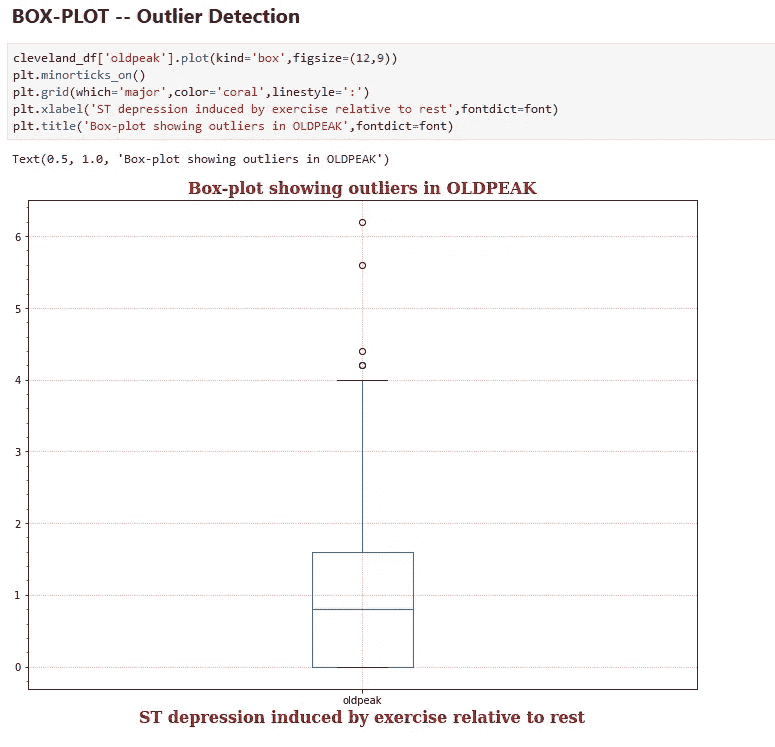 BOX-PLOT -- Outlier Detection
cleveland_df['oldpeak'].plot(kind='box',figsize=(12,9))
plt.minorticks_on()
plt.grid(which='major',color='coral',linestyle=':')
plt.xlabel('ST depression induced by exercise relative to rest',fontdict=font)
plt.title('Box-plot showing outliers in OLDPEAK',fontdict=font)
Text(0.5, 1.0, 'Box-plot showing outliers in OLDPEAK')
Box-plot showing outliers in OLDPEAK
6
5
4
3
2
1
0
oldpeak
ST depression induced by exercise relative to rest